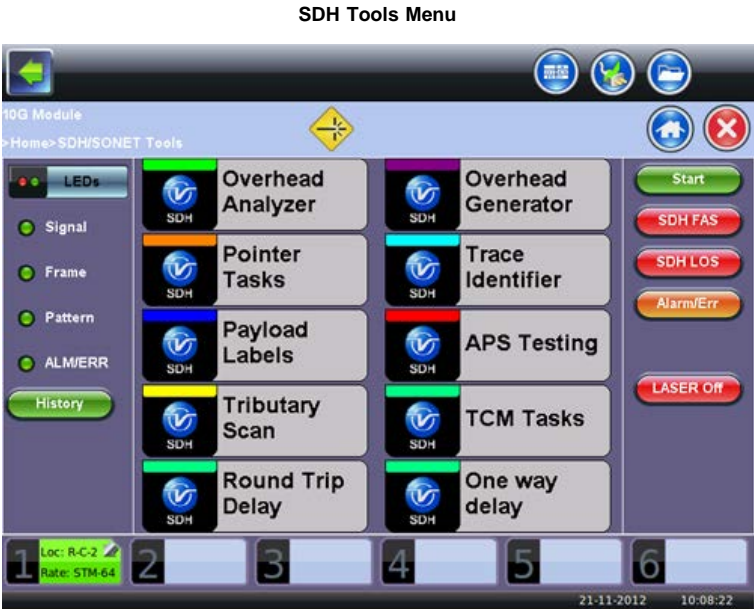 SDH Tools Menu
10G Module
>Home>SDH/SONET Tools
LEDs
Signal
Frame
Pattern
ALM/ERR
History
SDH
Overhead
Analyzer
SDH
Overhead
Generator
SDH
Pointer
Tasks
SDH
Trace
Identifier
SDH
Payload
Labels
SDH
APS Testing
SDH
Tributary
Scan
SDH
TCM Tasks
SDH
Round Trip
Delay
SDH
One way
delay
Start
SDH FAS
SDH LOS
Alarm/Err
LASER Off
1
Loc: R-C-2
Rate: STM-64
2
3
4
5
6
21-11-2012 10:08:22